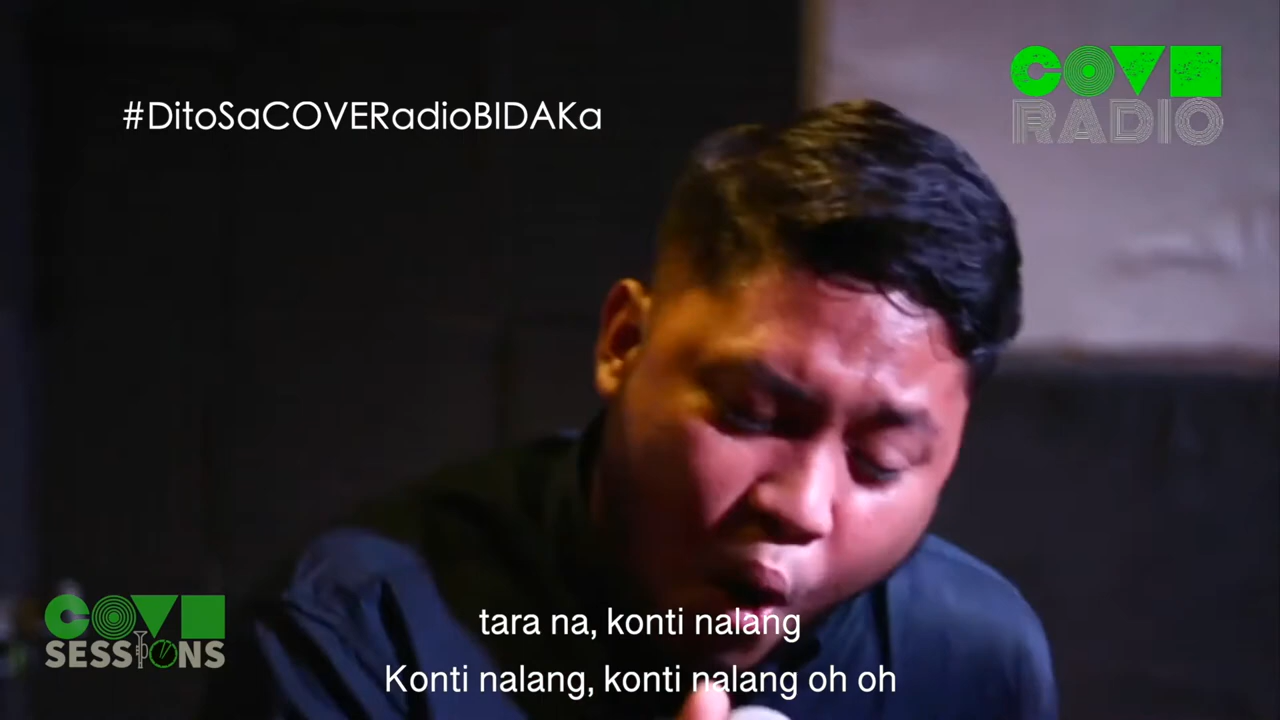 #DitoSaCOVERadioBIDAKa
COVE
RADIO
COVE
SESSIONS
tara na, konti nalang
Konti nalang, konti nalang oh oh